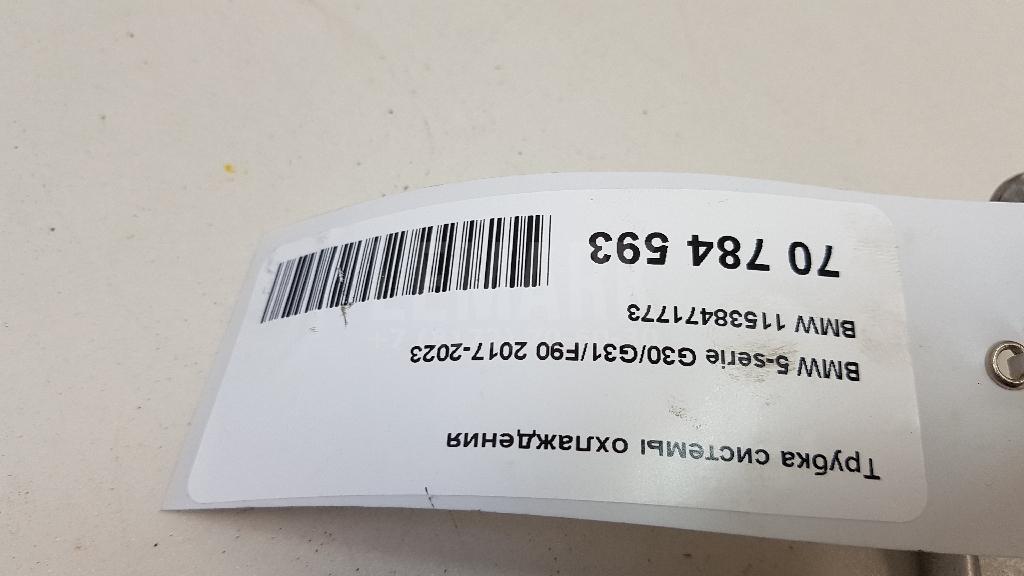 Трубка системы охлаждения
BMW 5-serie G30/G31/F90 2017-2023
BMW 11538471773
70 784 593